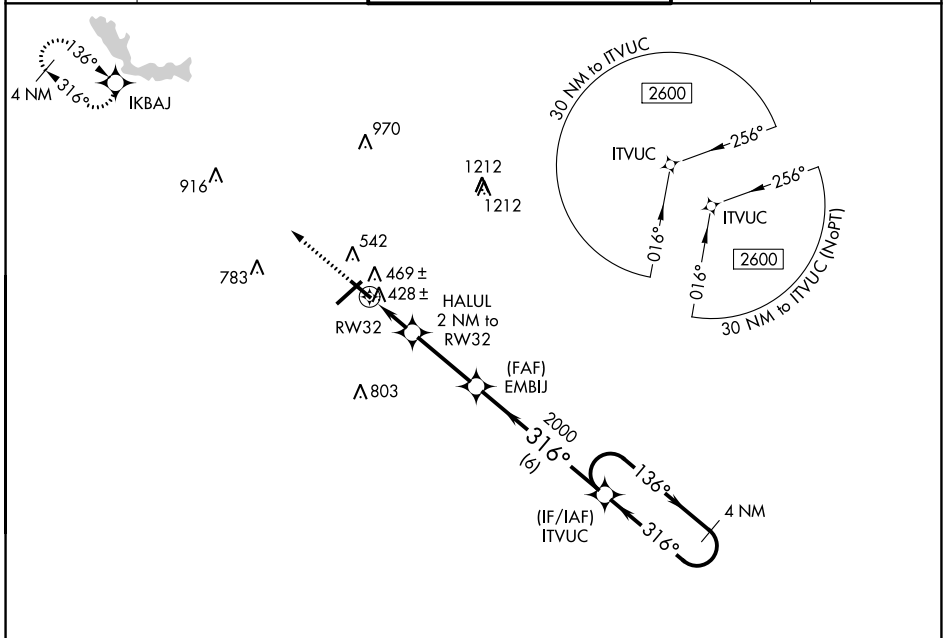 136°
316°
4 NM
IKBAJ
970
916
1212
1212
542
783
469 ±
428 ±
RW32
HALUL
2 NM to
RW32
(FAF)
EMBIJ
803
2000
316°
(6)
(IF/IAF)
ITVUC
136°
316°
4 NM
30 NM to ITVUC
2600
ITVUC
256°
016°
256°
ITVUC
2600
016°
30 NM to ITVUC (NoPT)